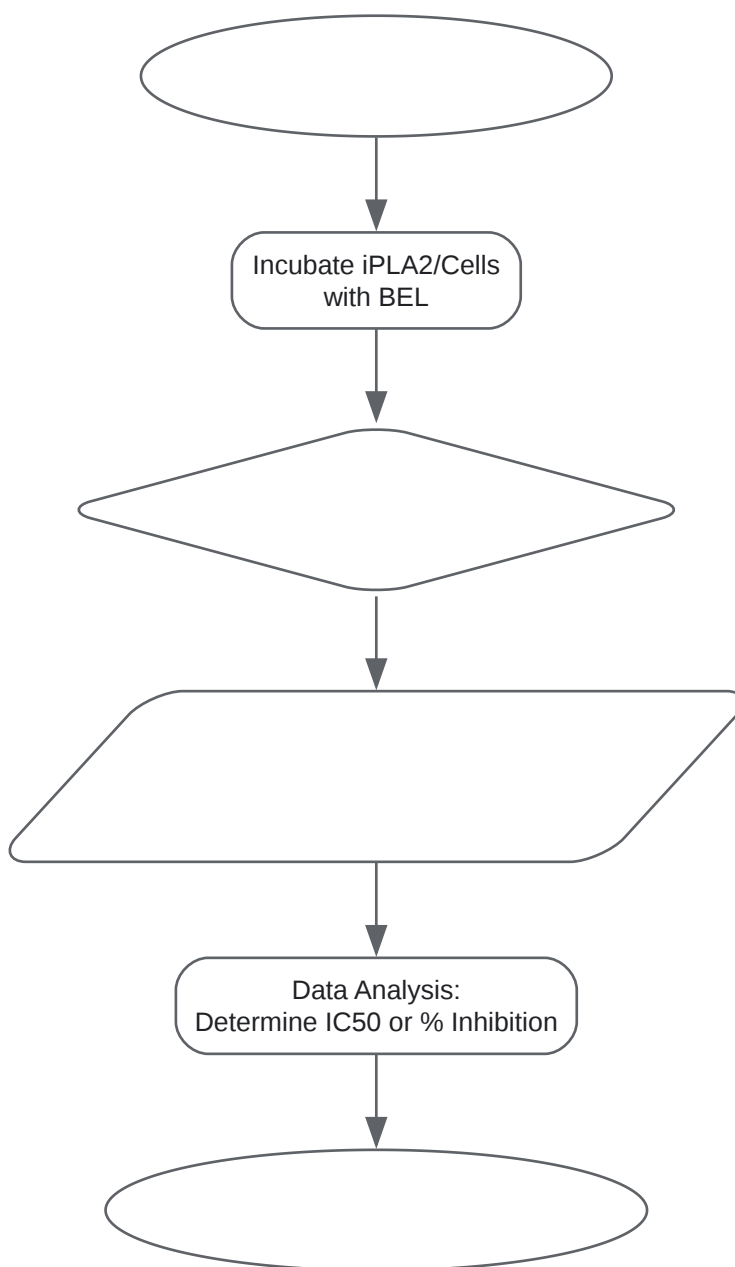 Incubate iPLA2/Cells
with BEL
Data Analysis:
Determine IC50 or % Inhibition